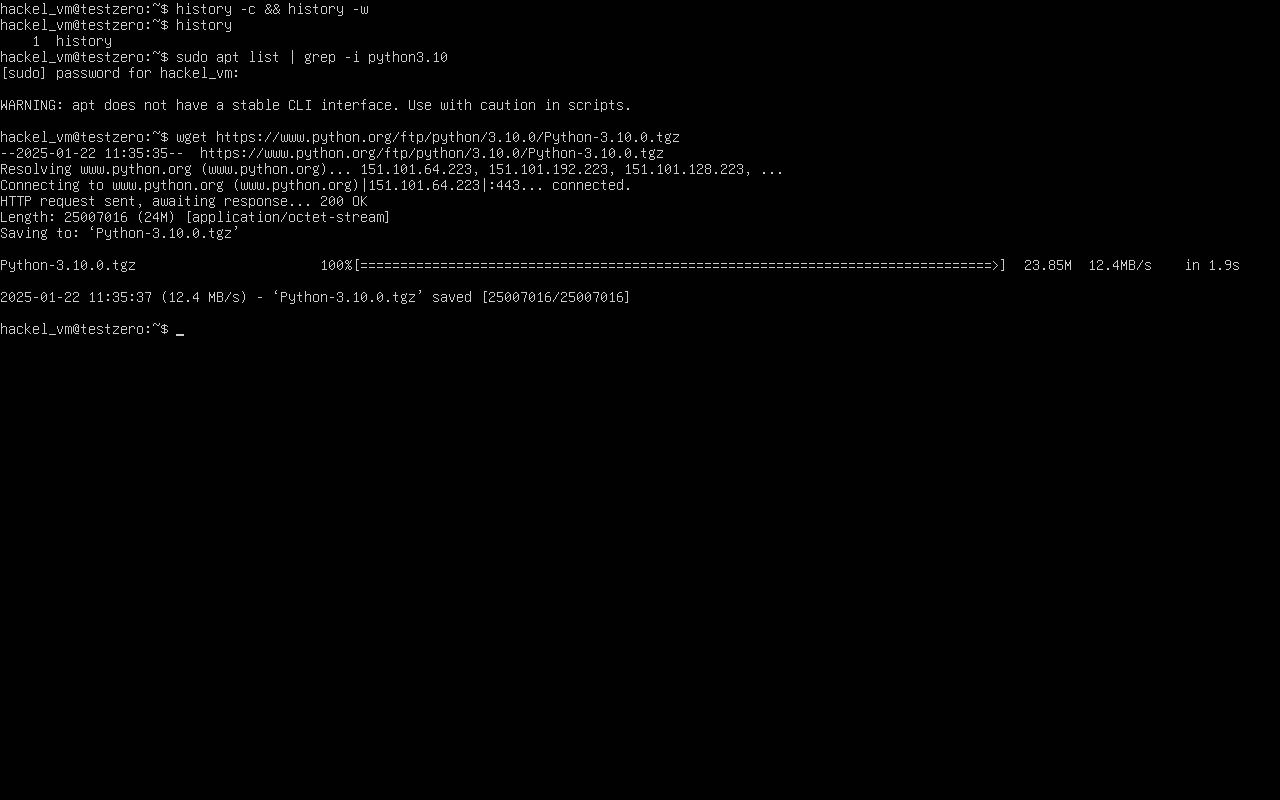 hackel_vm@testzero:~$ history -c && history -w
hackel_vm@testzero:~$ history
    1  history
hackel_vm@testzero:~$ sudo apt list | grep -i python3.10
[sudo] password for hackel_vm:

WARNING: apt does not have a stable CLI interface. Use with caution in scripts.

hackel_vm@testzero:~$ wget https://www.python.org/ftp/python/3.10.0/Python-3.10.0.tgz
--2025-01-22 11:35:35--  https://www.python.org/ftp/python/3.10.0/Python-3.10.0.tgz
Resolving www.python.org (www.python.org)... 151.101.64.223, 151.101.192.223, 151.101.128.223, ...
Connecting to www.python.org (www.python.org)|151.101.64.223|:443... connected.
HTTP request sent, awaiting response... 200 OK
Length: 25007016 (24M) [application/octet-stream]
Saving to: ‘Python-3.10.0.tgz’

Python-3.10.0.tgz                       100%[===============================================================================>]  23.85M  12.4MB/s    in 1.9s

2025-01-22 11:35:37 (12.4 MB/s) - ‘Python-3.10.0.tgz’ saved [25007016/25007016]

hackel_vm@testzero:~$ _